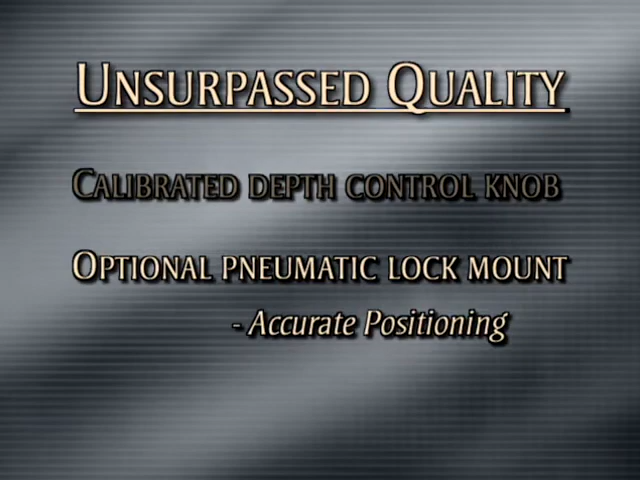 Unsurpassed Quality
Calibrated depth control knob
Optional pneumatic lock mount
- Accurate Positioning